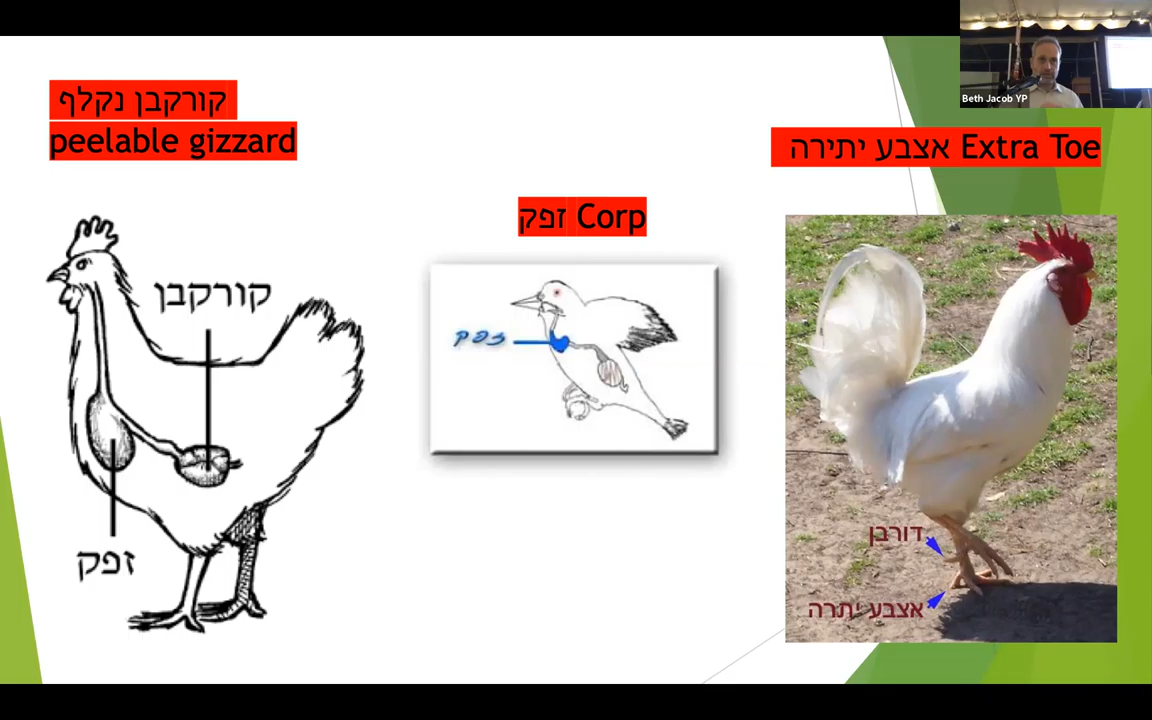 Beth Jacob YP
קורקבן נקלף
peelable gizzard
אצבע יתירה Extra Toe
זפק Corp
קורקבן
זפק
זפק
דורבן
אצבע יתרה